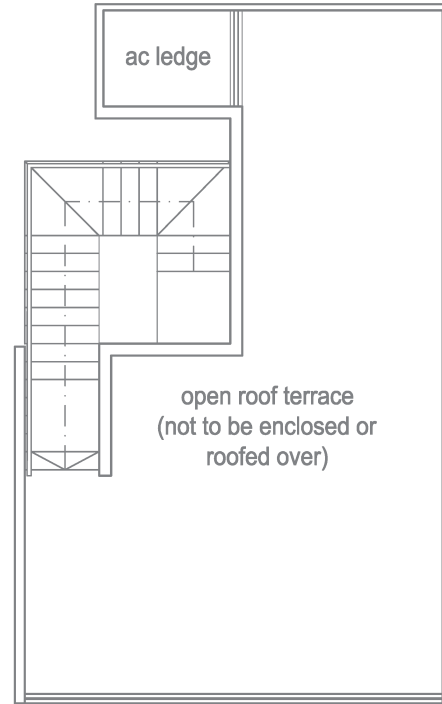 ac ledge
open roof terrace
(not to be enclosed or
roofed over)